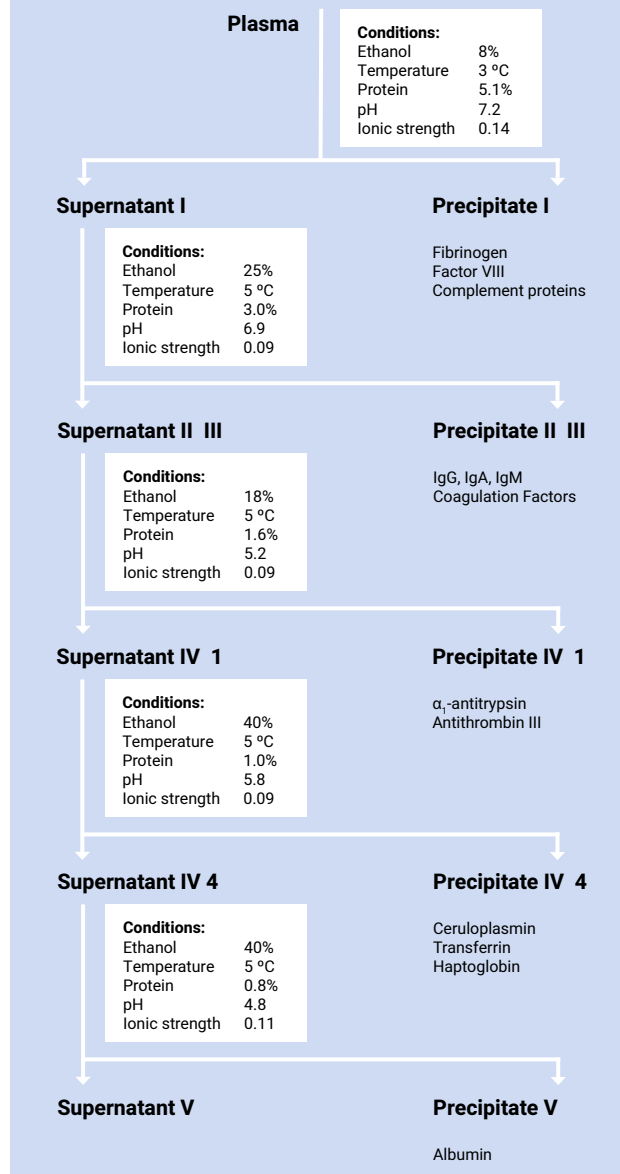 Plasma
Conditions:
Ethanol 8%
Temperature 3 ºC
Protein 5.1%
pH 7.2
Ionic strength 0.14
Supernatant I
Precipitate I
Conditions:
Ethanol 25%
Temperature 5 ºC
Protein 3.0%
pH 6.9
Ionic strength 0.09
Fibrinogen
Factor VIII
Complement proteins
Supernatant II III
Precipitate II III
Conditions:
Ethanol 18%
Temperature 5 ºC
Protein 1.6%
pH 5.2
Ionic strength 0.09
IgG, IgA, IgM
Coagulation Factors
Supernatant IV 1
Precipitate IV 1
Conditions:
Ethanol 40%
Temperature 5 ºC
Protein 1.0%
pH 5.8
Ionic strength 0.09
α₁-antitrypsin
Antithrombin III
Supernatant IV 4
Precipitate IV 4
Conditions:
Ethanol 40%
Temperature 5 ºC
Protein 0.8%
pH 4.8
Ionic strength 0.11
Ceruloplasmin
Transferrin
Haptoglobin
Supernatant V
Precipitate V
Albumin